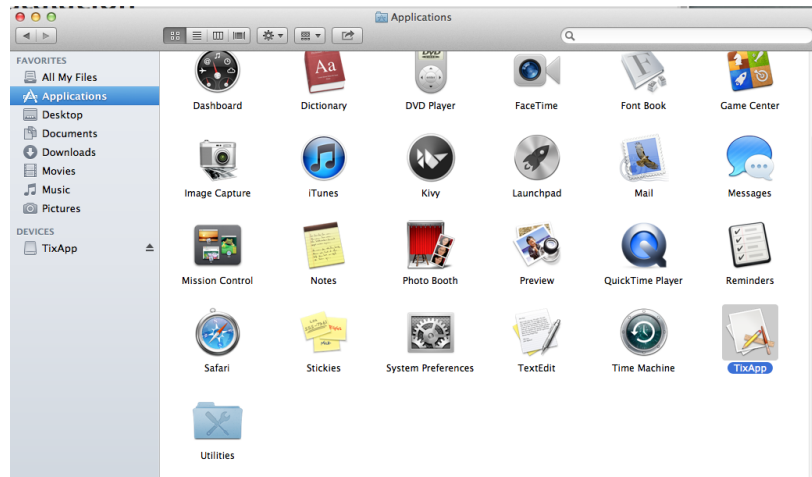 Applications
FAVORITES
All My Files
Applications
Desktop
Documents
Downloads
Movies
Music
Pictures
DEVICES
TixApp
Dashboard
Dictionary
DVD Player
FaceTime
Font Book
Game Center
Image Capture
iTunes
Kivy
Launchpad
Mail
Messages
Mission Control
Notes
Photo Booth
Preview
QuickTime Player
Reminders
Safari
Stickies
System Preferences
TextEdit
Time Machine
TixApp
Utilities
DVD
Aa